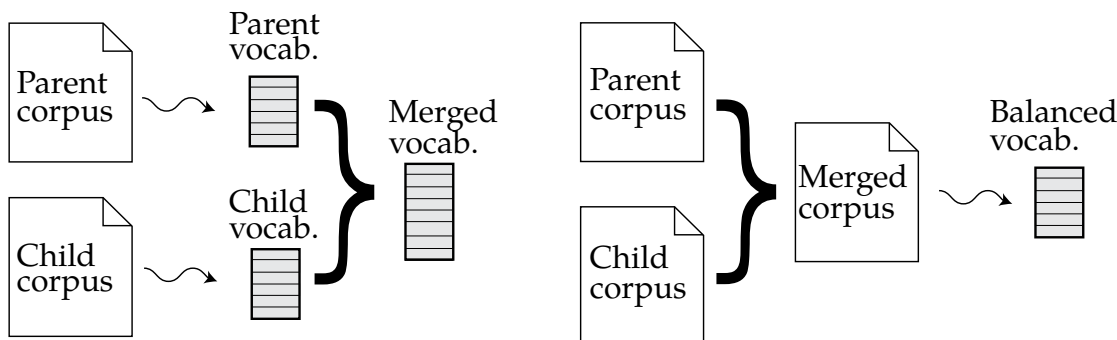 Parent
vocab.
Parent
corpus
Merged
vocab.
Child
vocab.
Child
corpus
Parent
corpus
Child
corpus
Merged
corpus
Balanced
vocab.